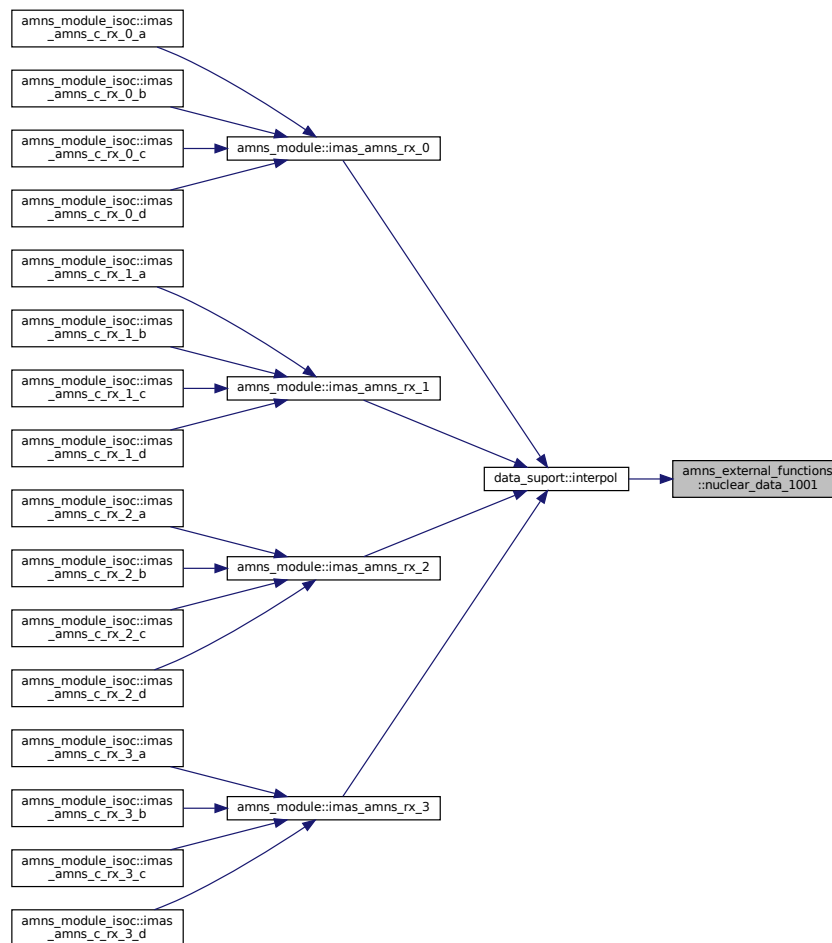 amns_module_isoc::imas
_amns_c_rx_0_a
amns_module_isoc::imas
_amns_c_rx_0_b
amns_module_isoc::imas
_amns_c_rx_0_c
amns_module_isoc::imas
_amns_c_rx_0_d
amns_module::imas_amns_rx_0
amns_module_isoc::imas
_amns_c_rx_1_a
amns_module_isoc::imas
_amns_c_rx_1_b
amns_module_isoc::imas
_amns_c_rx_1_c
amns_module_isoc::imas
_amns_c_rx_1_d
amns_module::imas_amns_rx_1
amns_module_isoc::imas
_amns_c_rx_2_a
amns_module_isoc::imas
_amns_c_rx_2_b
amns_module_isoc::imas
_amns_c_rx_2_c
amns_module_isoc::imas
_amns_c_rx_2_d
amns_module::imas_amns_rx_2
amns_module_isoc::imas
_amns_c_rx_3_a
amns_module_isoc::imas
_amns_c_rx_3_b
amns_module_isoc::imas
_amns_c_rx_3_c
amns_module_isoc::imas
_amns_c_rx_3_d
amns_module::imas_amns_rx_3
data_suport::interpol
amns_external_functions
::nuclear_data_1001